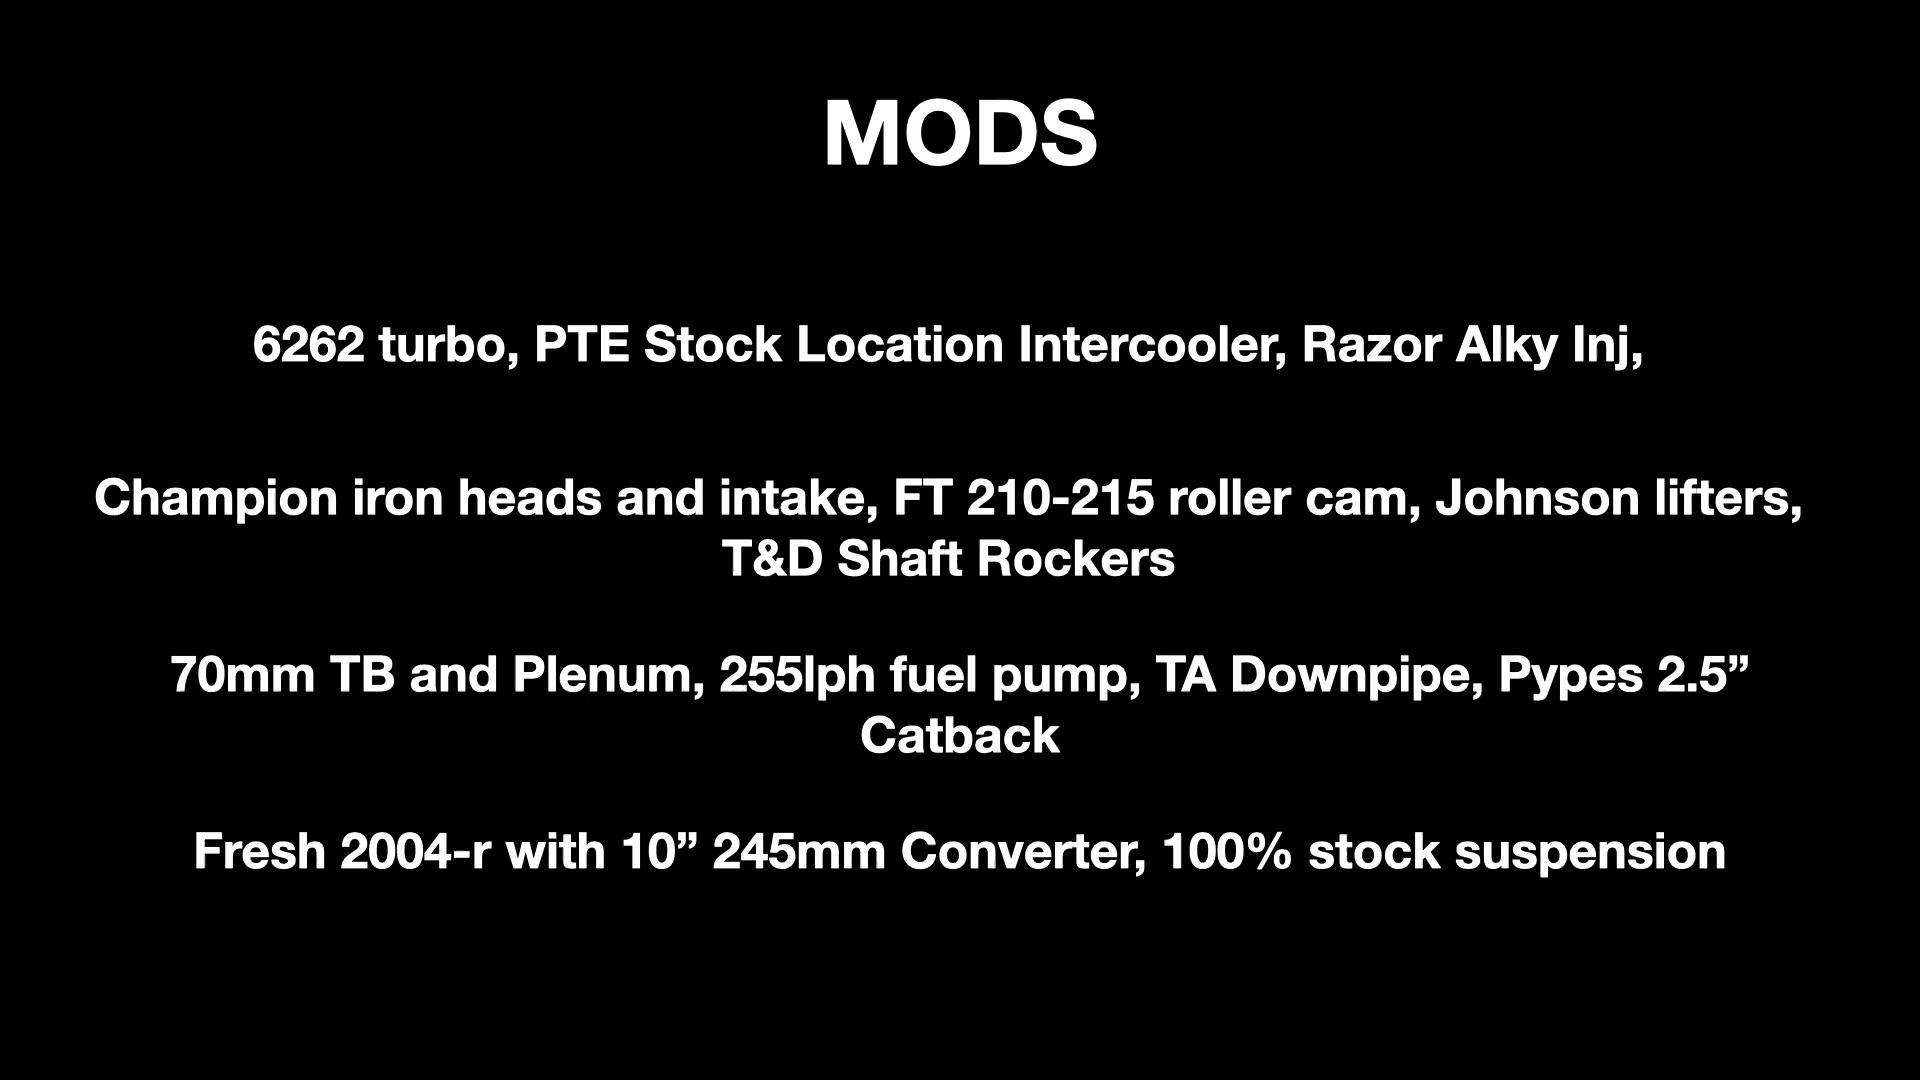 MODS
6262 turbo, PTE Stock Location Intercooler, Razor Alky Inj,
Champion iron heads and intake, FT 210-215 roller cam, Johnson lifters,
T&D Shaft Rockers
70mm TB and Plenum, 255lph fuel pump, TA Downpipe, Pypes 2.5”
Catback
Fresh 2004-r with 10” 245mm Converter, 100% stock suspension